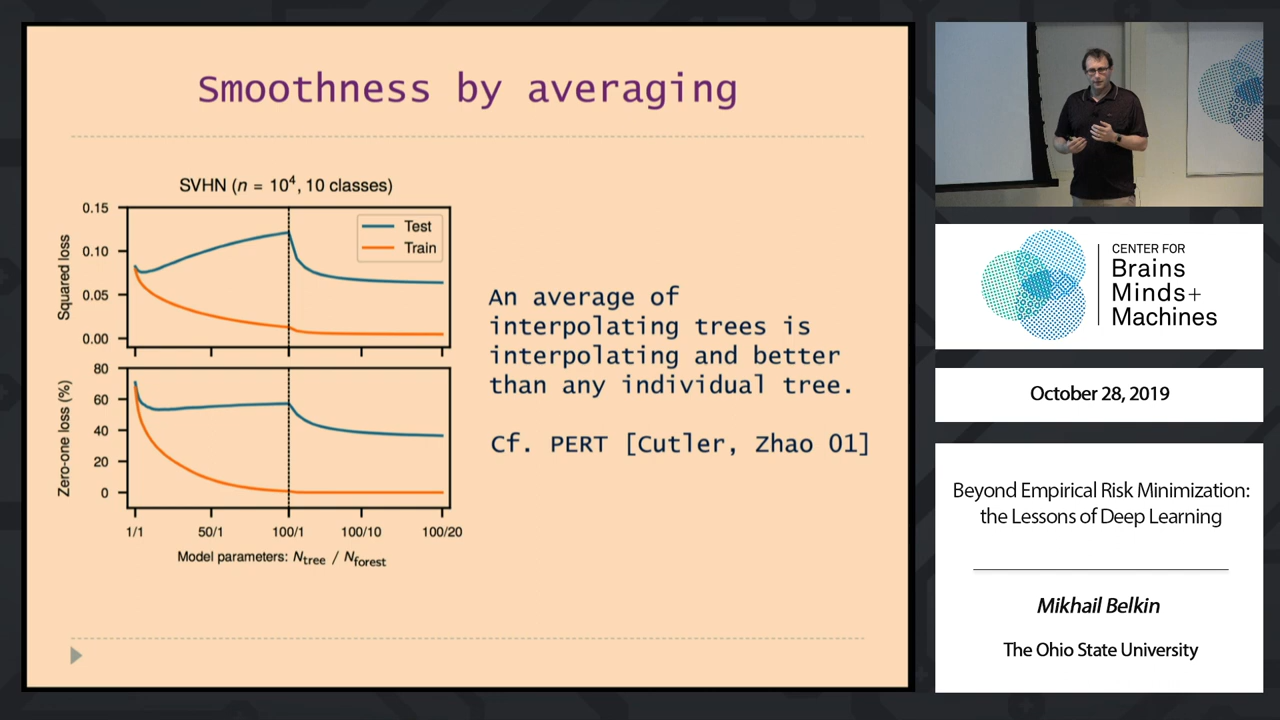 Smoothness by averaging
SVHN (n = 10⁴, 10 classes)
0.15
0.10
0.05
0.00
Squared loss
Test
Train
80
60
40
20
0
Zero-one loss (%)
1/1
50/1
100/1
100/10
100/20
Model parameters: N_tree / N_forest
An average of
interpolating trees is
interpolating and better
than any individual tree.
Cf. PERT [Cutler, Zhao 01]
CENTER FOR
Brains
Minds+
Machines
October 28, 2019
Beyond Empirical Risk Minimization:
the Lessons of Deep Learning
Mikhail Belkin
The Ohio State University